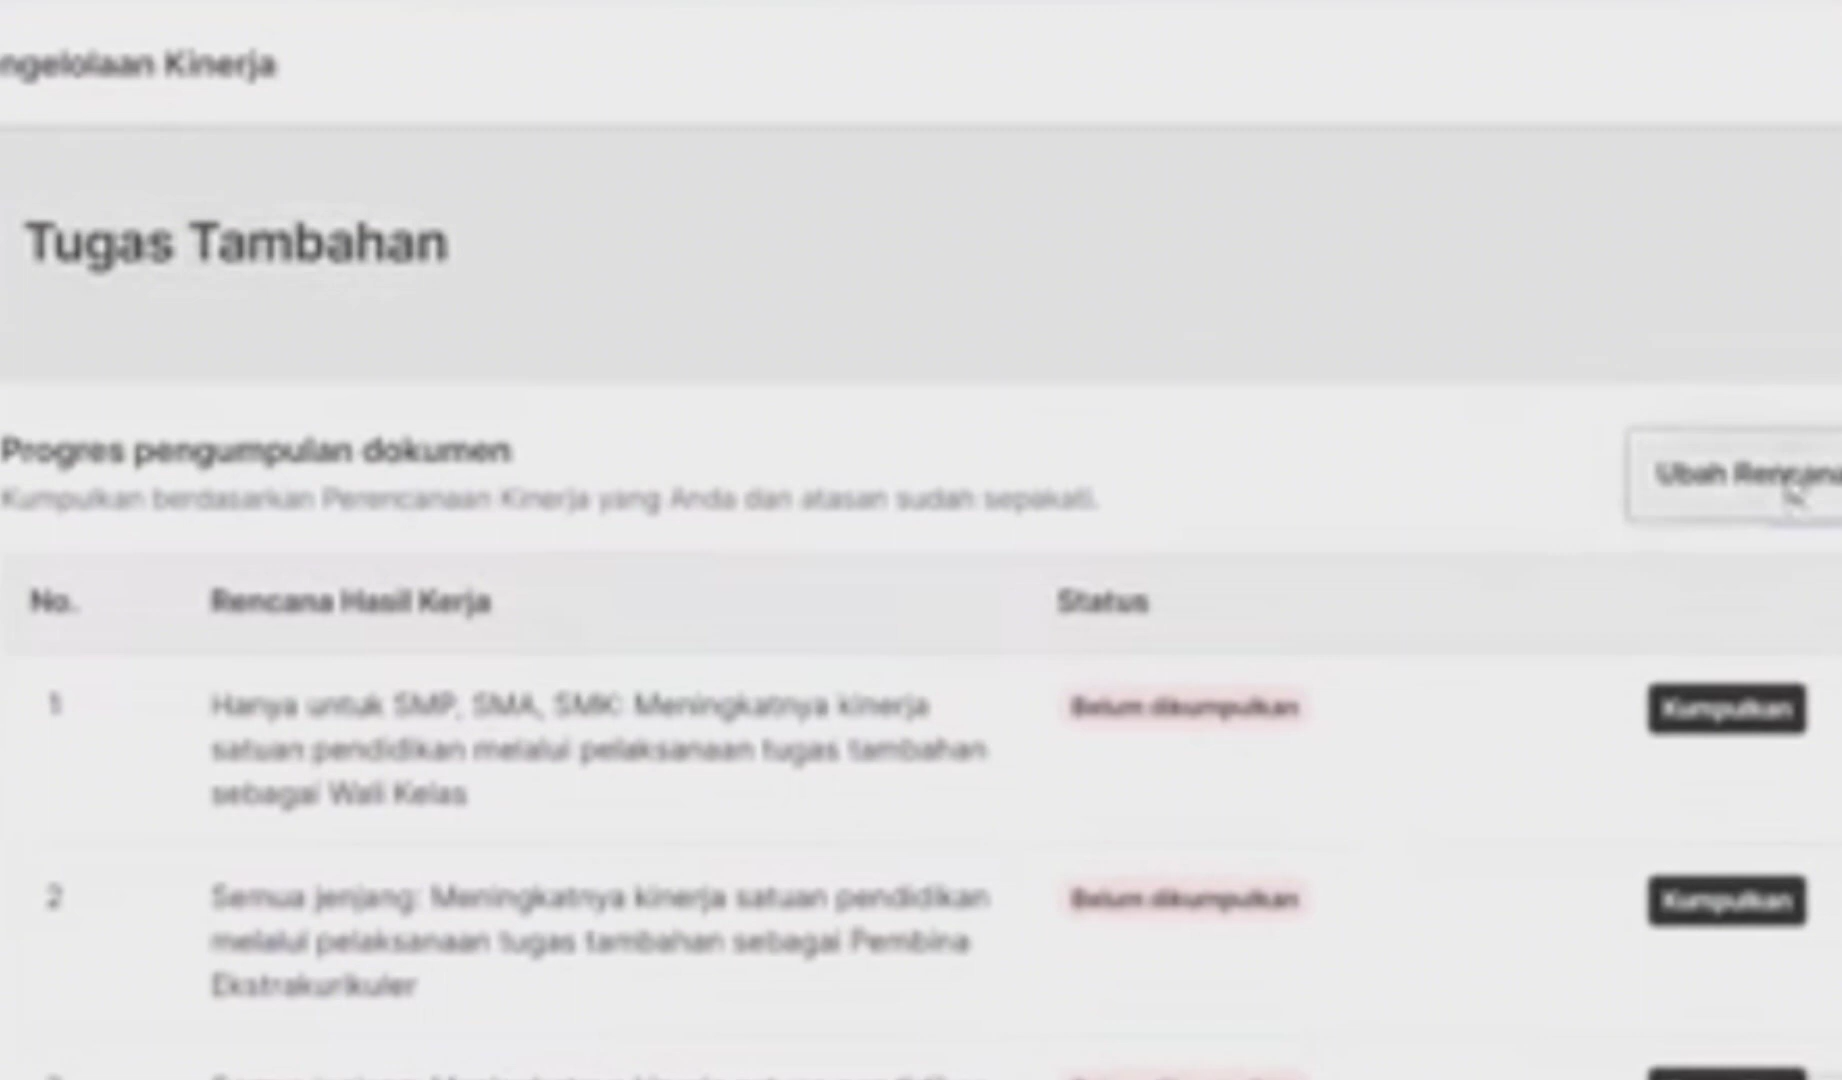 ngelolaan Kinerja
Tugas Tambahan
Progres pengumpulan dokumen
Kumpulkan berdasarkan Perencanaan Kinerja yang Anda dan atasan sudah sepakati.
Ubah Rencana
No.
Rencana Hasil Kerja
Status
1
Hanya untuk SMP, SMA, SMK: Meningkatnya kinerja
satuan pendidikan melalui pelaksanaan tugas tambahan
sebagai Wali Kelas
Belum dikumpulkan
Kumpulkan
2
Semua jenjang: Meningkatnya kinerja satuan pendidikan
melalui pelaksanaan tugas tambahan sebagai Pembina
Ekstrakurikuler
Belum dikumpulkan
Kumpulkan